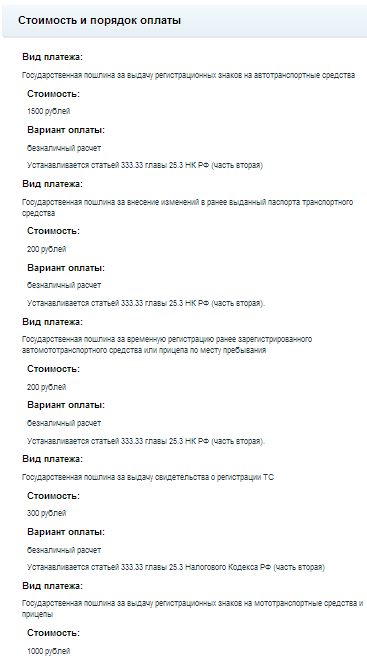 Стоимость и порядок оплаты
Вид платежа:
Государственная пошлина за выдачу регистрационных знаков на автотранспортные средства
Стоимость:
1500 рублей
Вариант оплаты:
безналичный расчет
Устанавливается статьей 333.33 главы 25.3 НК РФ (часть вторая)
Вид платежа:
Государственная пошлина за внесение изменений в ранее выданный паспорта транспортного
средства
Стоимость:
200 рублей
Вариант оплаты:
безналичный расчет
Устанавливается статьей 333.33 главы 25.3 НК РФ (часть вторая).
Вид платежа:
Государственная пошлина за временную регистрацию ранее зарегистрированного
автомототранспортного средства или прицепа по месту пребывания
Стоимость:
200 рублей
Вариант оплаты:
безналичный расчет
Устанавливается статьей 333.33 главы 25.3 НК РФ (часть вторая).
Вид платежа:
Государственная пошлина за выдачу свидетельства о регистрации ТС
Стоимость:
300 рублей
Вариант оплаты:
безналичный расчет
Устанавливается статьей 333.33 главы 25.3 Налогового Кодекса РФ (часть вторая)
Вид платежа:
Государственная пошлина за выдачу регистрационных знаков на мототранспортные средства и
прицепы
Стоимость:
1000 рублей